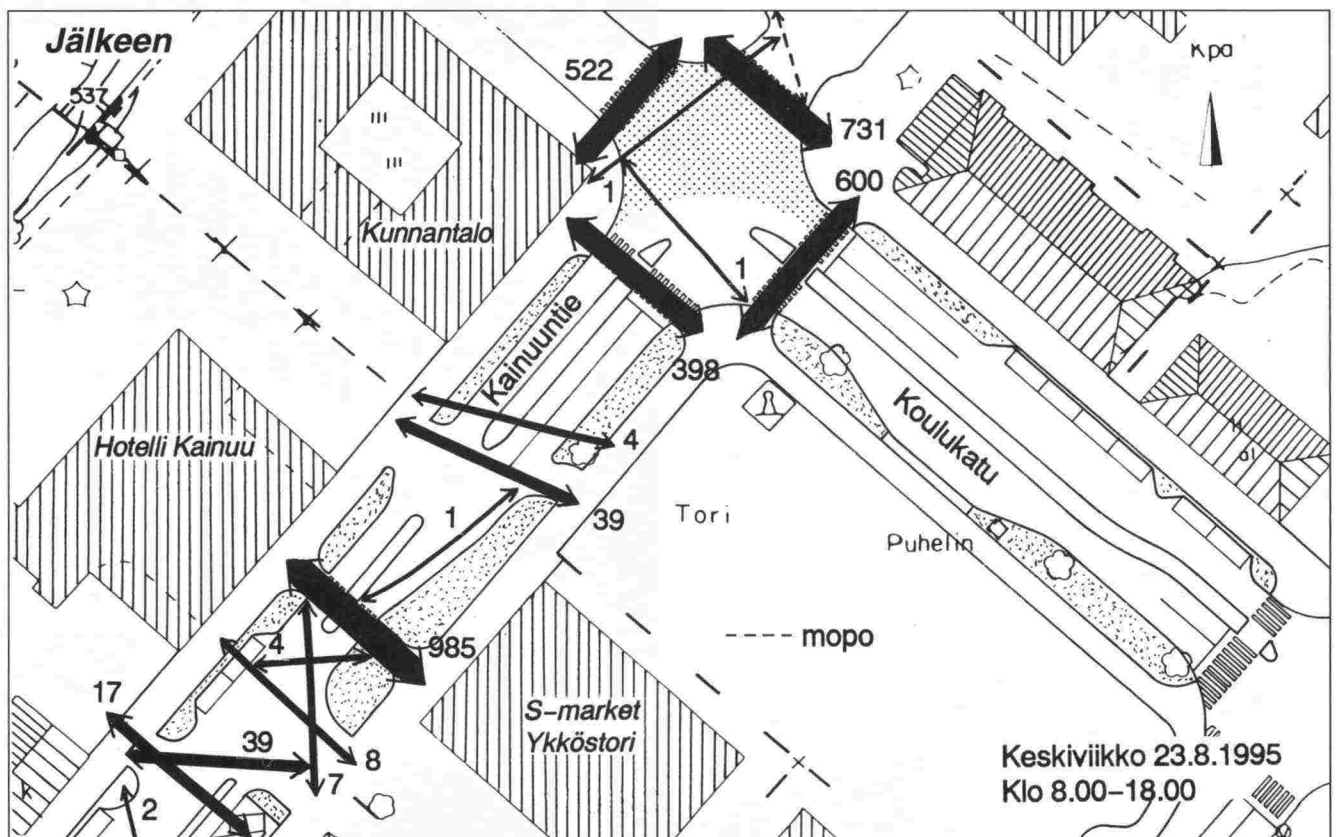 Jälkeen
537
522
Kpa
731
600
1
Kunnantalo
1
Kainuuntie
398
Koulukatu
4
Hotelli Kainuu
39
1
Tori
Puhelin
985
mopo
4
17
S-market
Ykköstori
39
8
7
2
Keskiviikko 23.8.1995
Klo 8.00–18.00